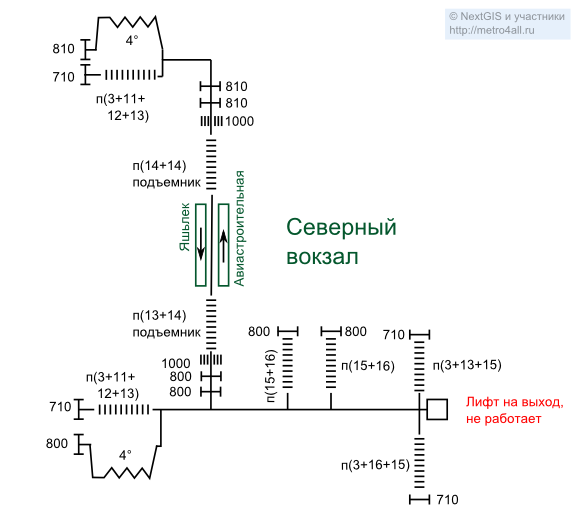 © NextGIS и участники
http://metro4all.ru
4°
810
710
п(3+11+
12+13)
810
810
1000
п(14+14)
подъемник
Яшьлек
Авиастроительная
Северный
вокзал
п(13+14)
подъемник
1000
800
800
п(3+11+
12+13)
710
800
4°
800
п(15+16)
800
п(15+16)
710
п(3+13+15)
Лифт на выход,
не работает
п(3+16+15)
710